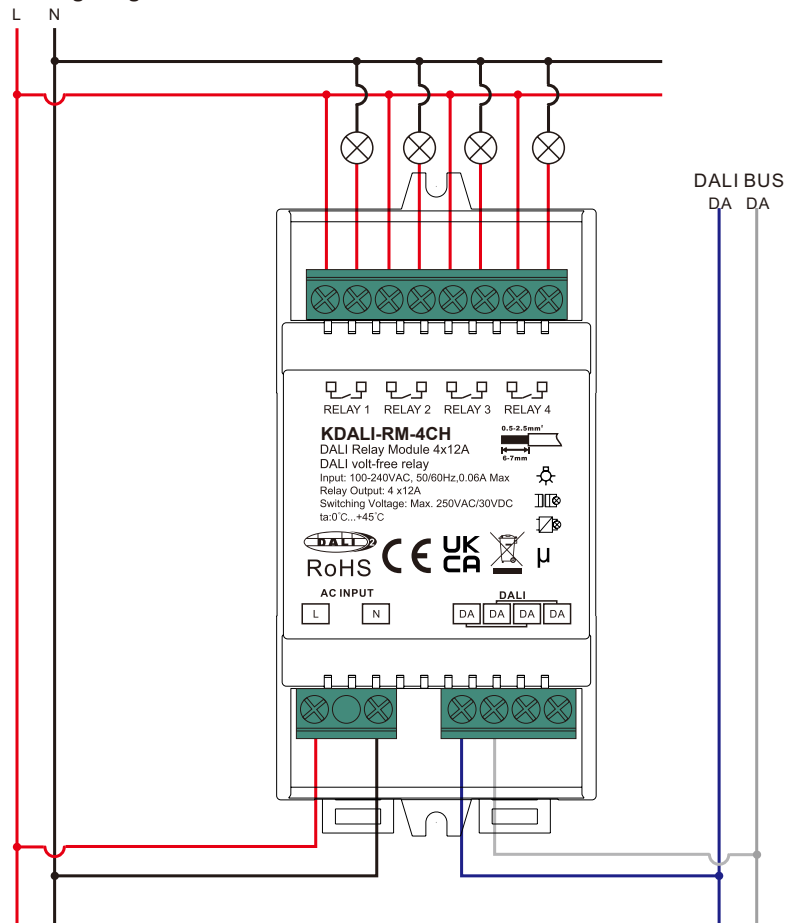 L N
DALI BUS
DA DA
RELAY 1 RELAY 2 RELAY 3 RELAY 4
KDALI-RM-4CH
0.5-2.5mm²
6-7mm
DALI Relay Module 4x12A
DALI volt-free relay
Input: 100-240VAC, 50/60Hz,0.06A Max
Relay Output: 4 x12A
Switching Voltage: Max. 250VAC/30VDC
ta:0°C...+45°C
DALI 2
RoHS CE UK CA μ
AC INPUT DALI
L N DA DA DA DA